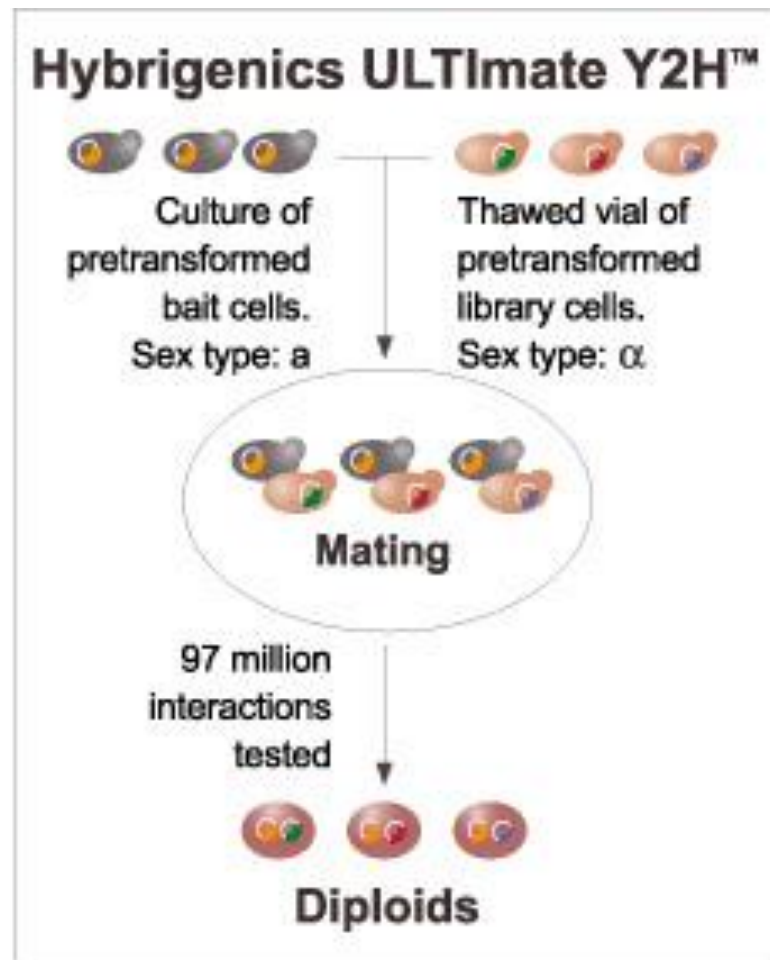 Hybrigenics ULTImate Y2H™
Culture of
pretransformed
bait cells.
Sex type: a
Thawed vial of
pretransformed
library cells.
Sex type: α
Mating
97 million
interactions
tested
Diploids